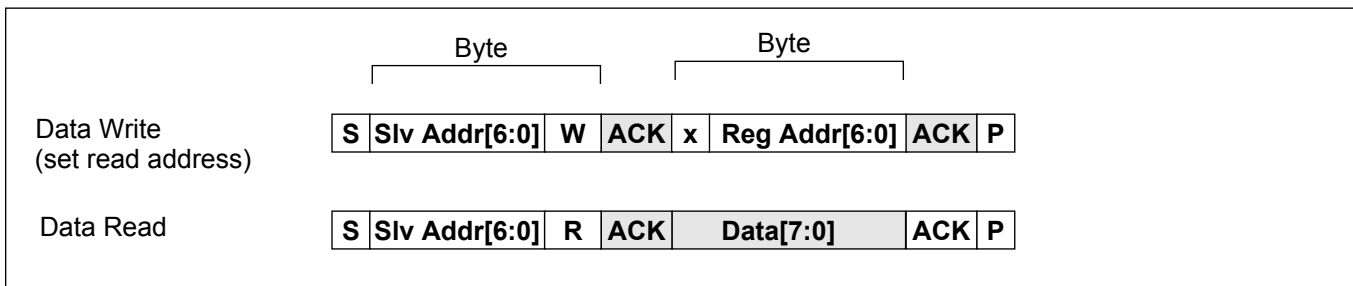 Byte Byte
Data Write S Slv Addr[6:0] W ACK x Reg Addr[6:0] ACK P
(set read address)
Data Read S Slv Addr[6:0] R ACK Data[7:0] ACK P